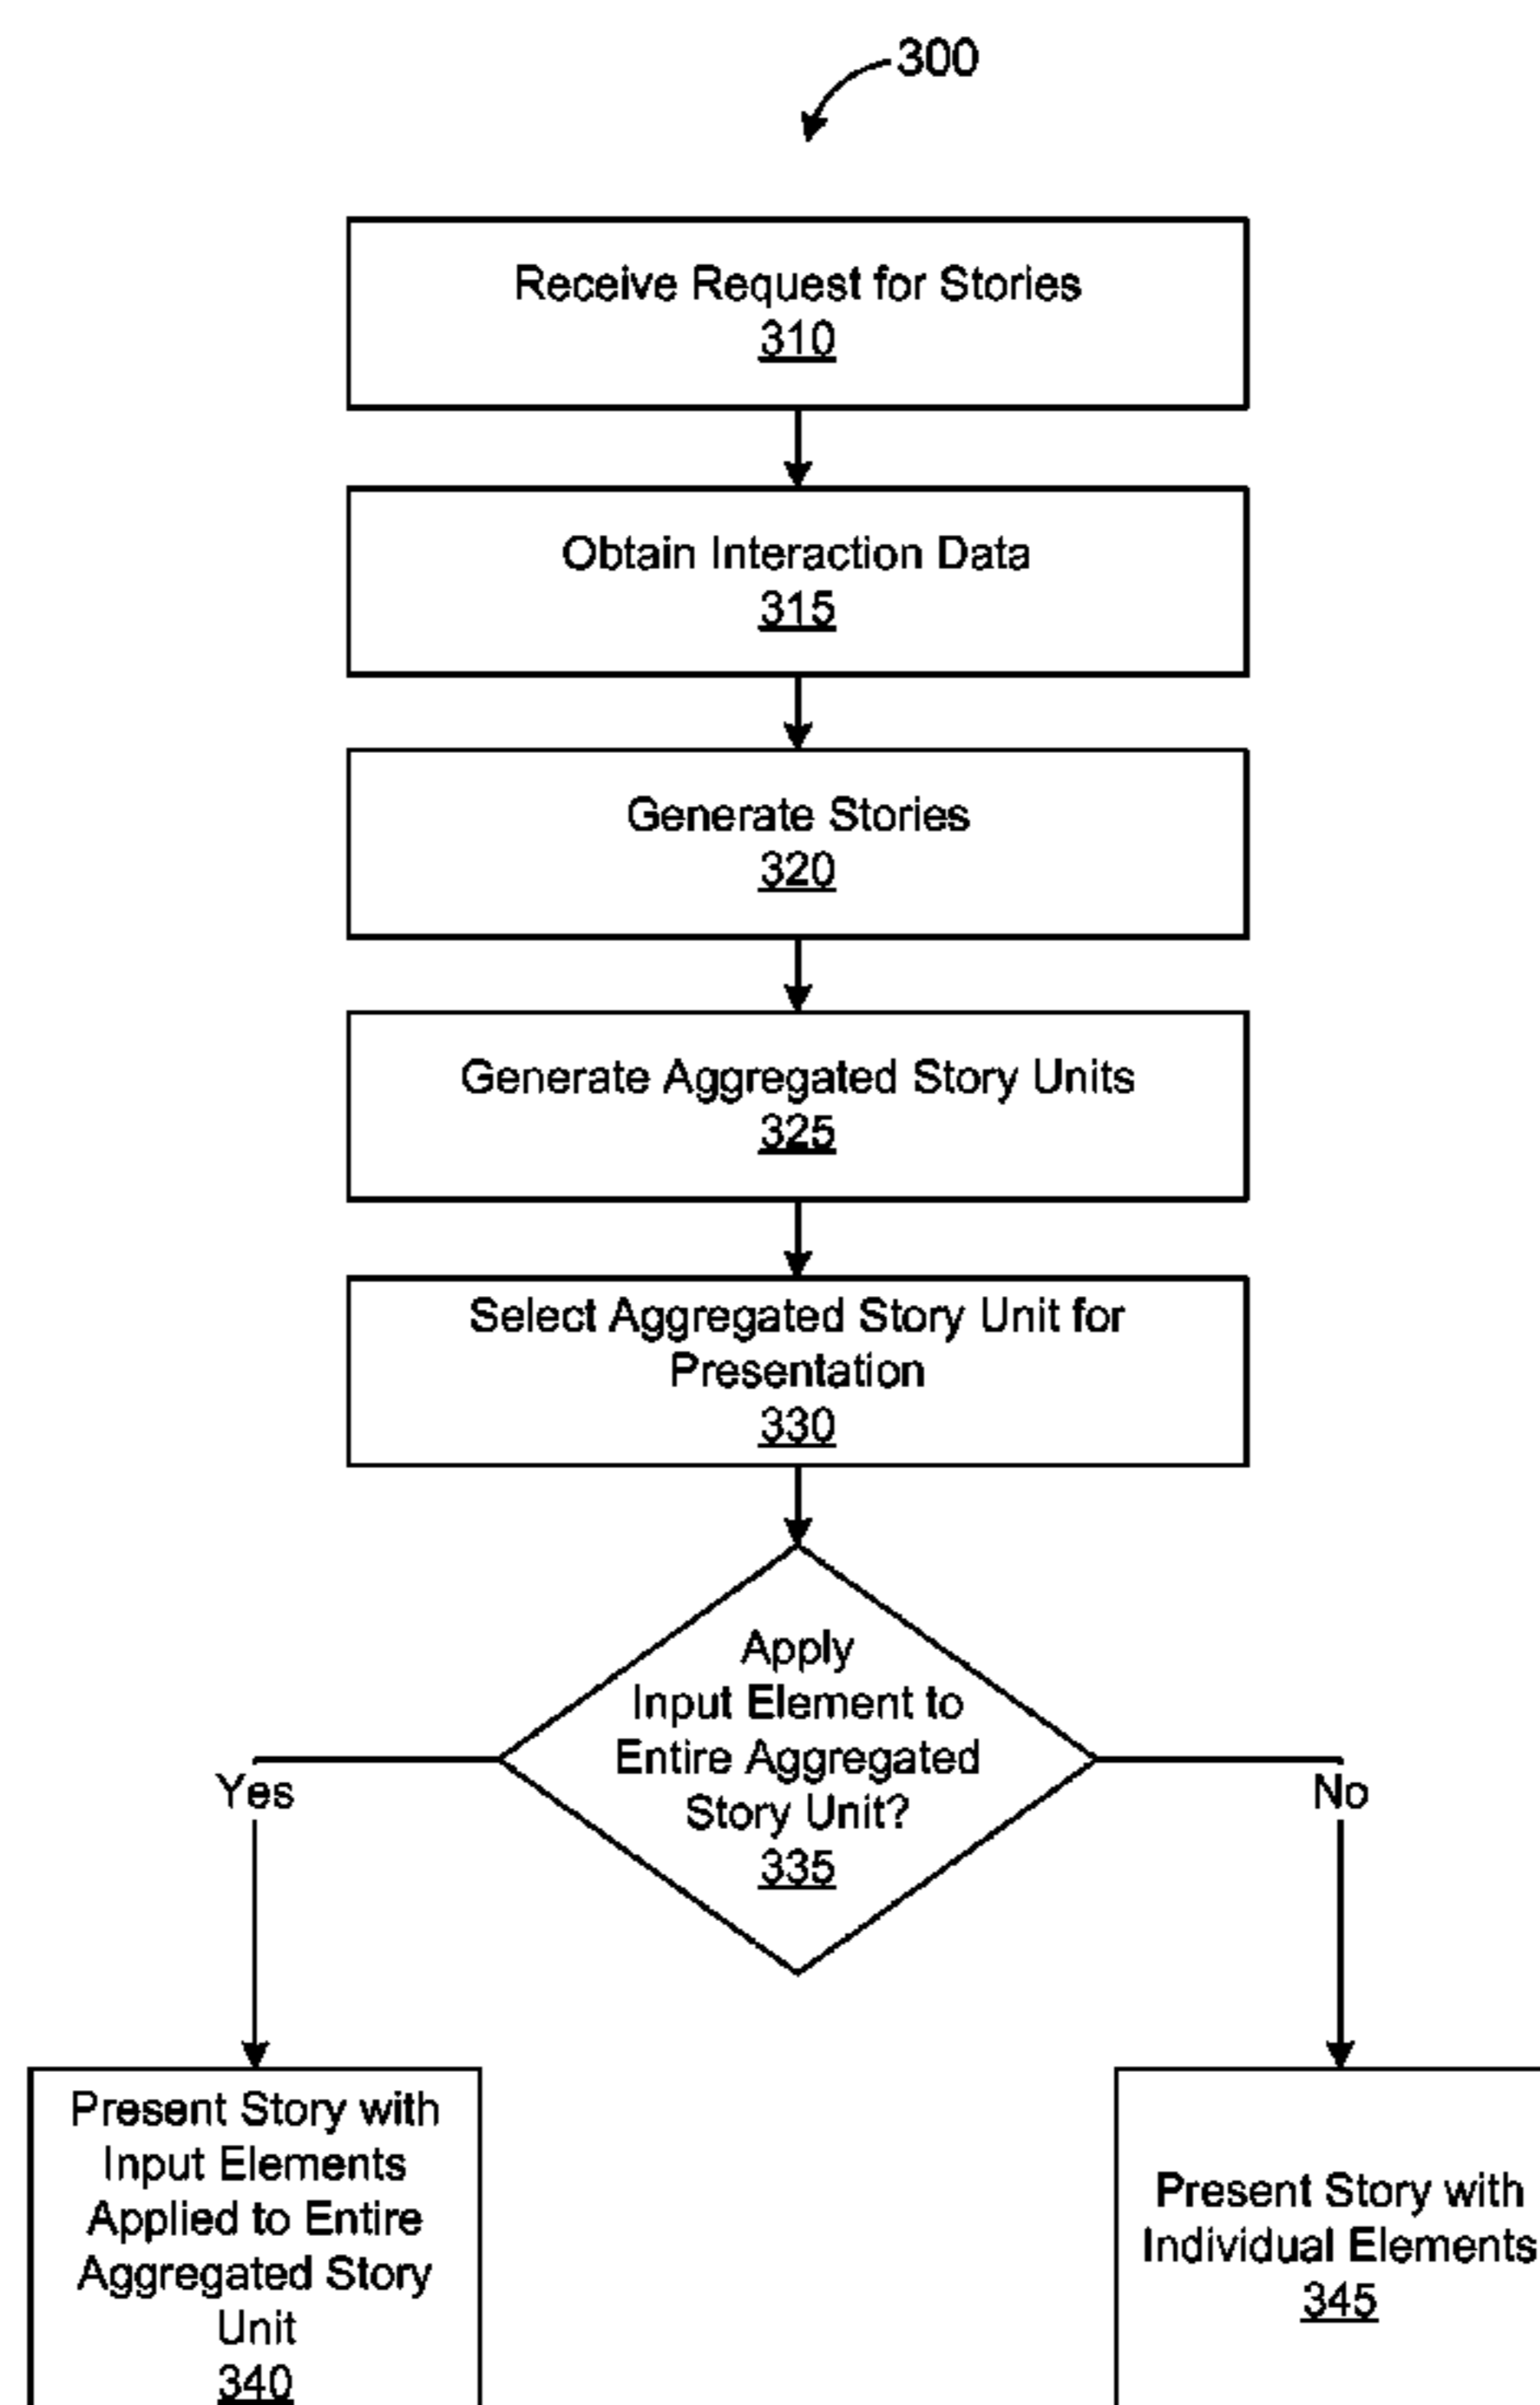 300
Receive Request for Stories
310
Obtain Interaction Data
315
Generate Stories
320
Generate Aggregated Story Units
325
Select Aggregated Story Unit for
Presentation
330
Apply
Input Element to
Entire Aggregated
Story Unit?
335
Yes
No
Present Story with
Input Elements
Applied to Entire
Aggregated Story
Unit
340
Present Story with
Individual Elements
345